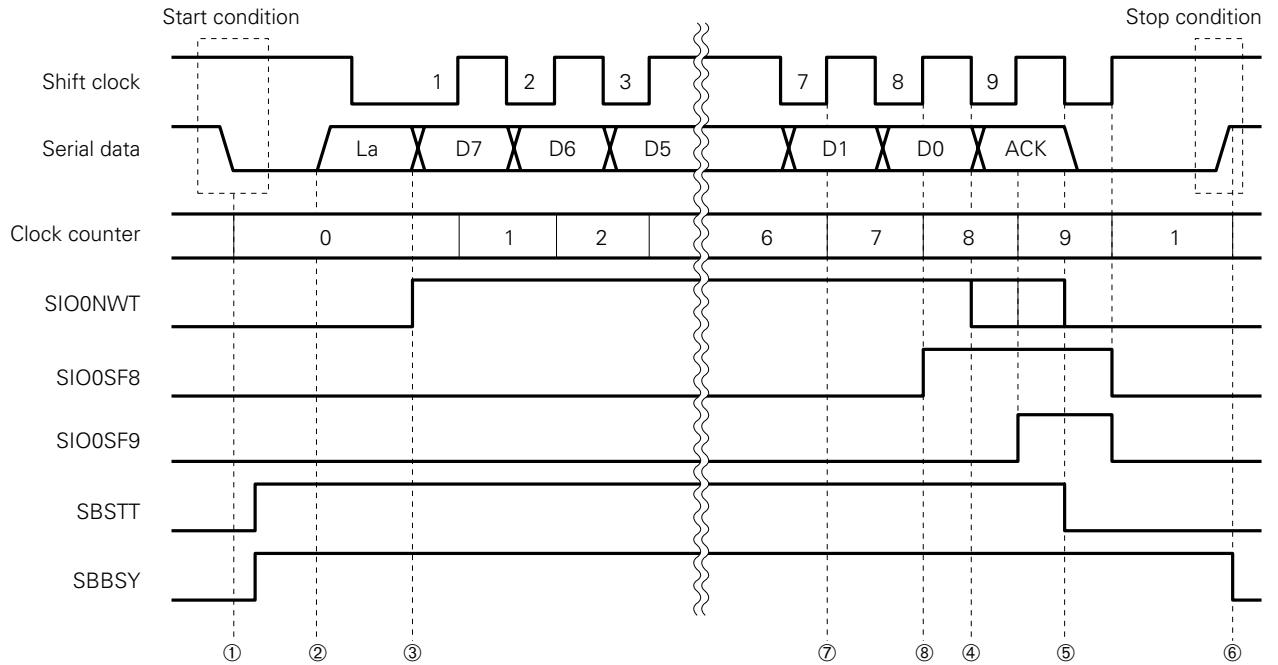 Start condition
Stop condition
Shift clock 1 2 3 7 8 9
Serial data La D7 D6 D5 D1 D0 ACK
Clock counter 0 1 2 6 7 8 9 1
SIO0NWT
SIO0SF8
SIO0SF9
SBSTT
SBBSY
① ② ③ ⑦ ⑧ ④ ⑤ ⑥